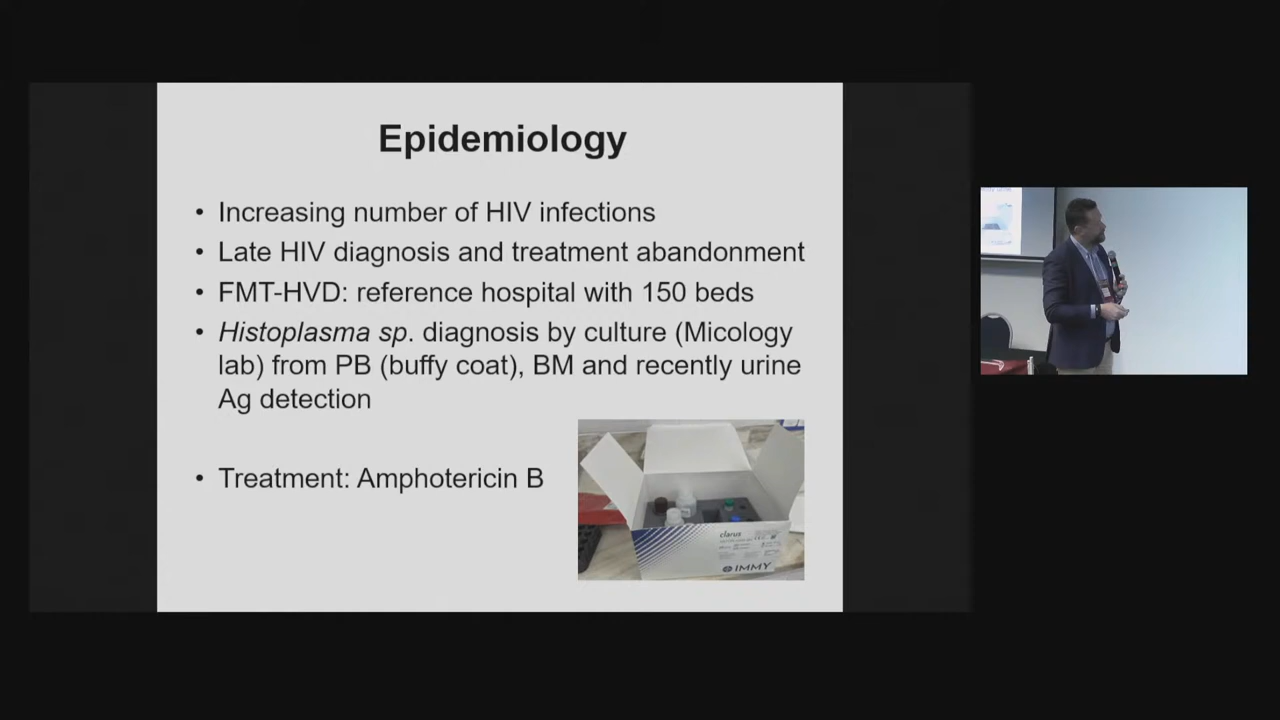 Epidemiology
• Increasing number of HIV infections
• Late HIV diagnosis and treatment abandonment
• FMT-HVD: reference hospital with 150 beds
• Histoplasma sp. diagnosis by culture (Micology
lab) from PB (buffy coat), BM and recently urine
Ag detection
• Treatment: Amphotericin B
clarus
IMMY